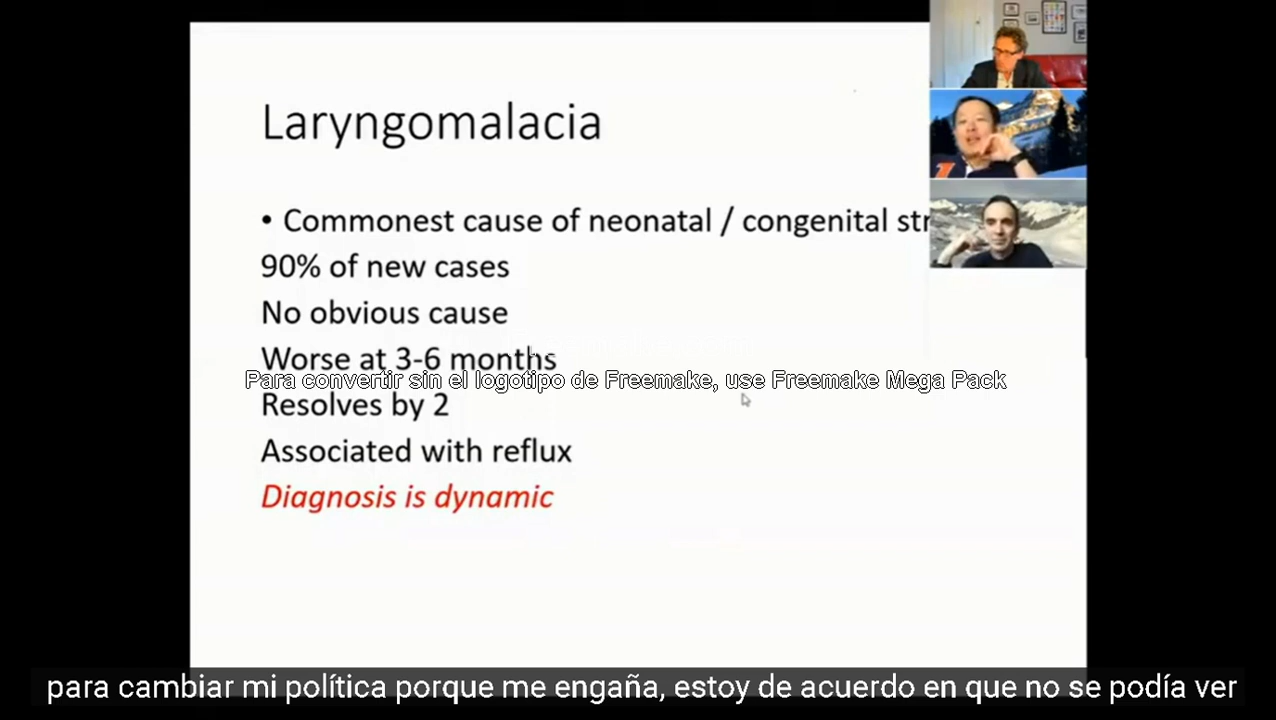 Laryngomalacia
• Commonest cause of neonatal / congenital
90% of new cases
No obvious cause
Worse at 3-6 months
Para convertir sin el logotipo de Freemake, use Freemake Mega Pack
Resolves by 2
Associated with reflux
Diagnosis is dynamic
para cambiar mi política porque me engaña, estoy de acuerdo en que no se podía ver